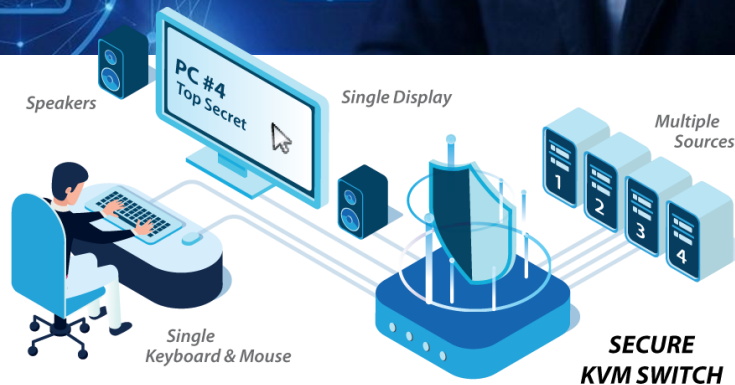 PC #4
Top Secret
Speakers
Single Display
Multiple
Sources
1
2
3
4
Single
Keyboard & Mouse
SECURE
KVM SWITCH